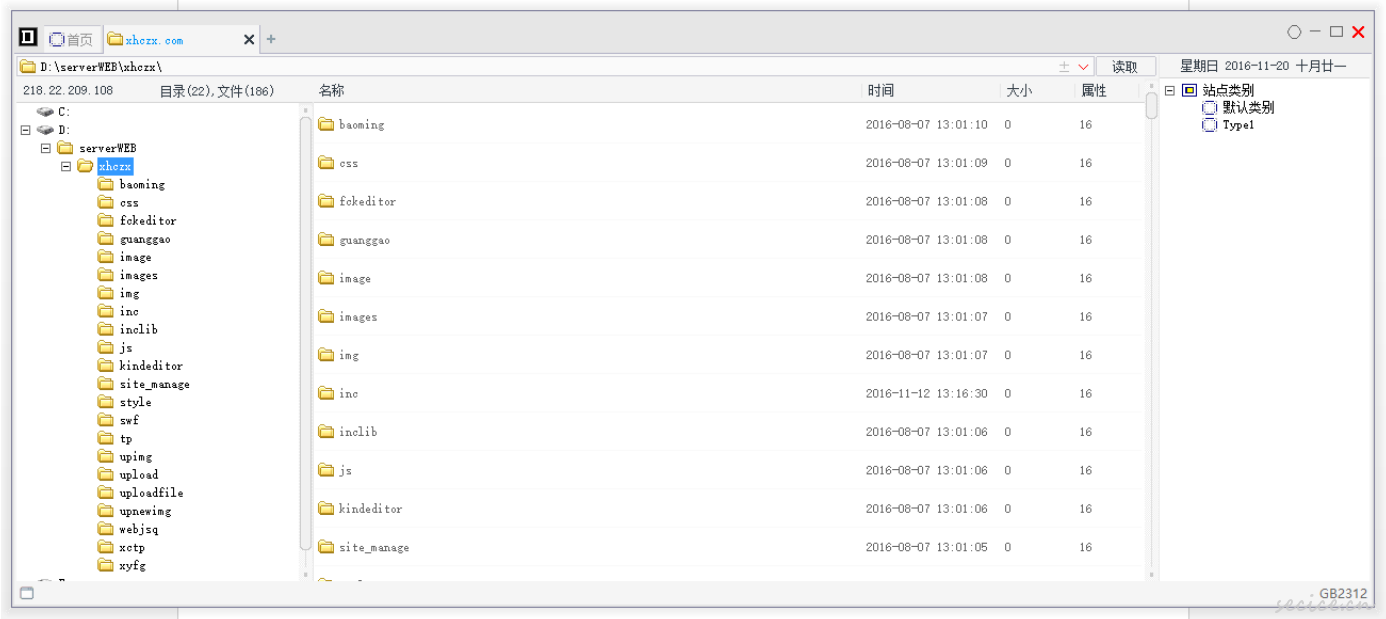 首页
xhczx.com
+
D:\serverWEB\xhczx\
读取
星期日 2016-11-20 十月廿一
218.22.209.108 目录(22),文件(186)
名称 时间 大小 属性
C:
D:
serverWEB
xhczx
baoming
css
fckeditor
guanggao
image
images
img
inc
inclib
js
kindeditor
site_manage
style
swf
tp
upimg
upload
uploadfile
upnewimg
webjsq
xctp
xyfg
baoming 2016-08-07 13:01:10 0 16
css 2016-08-07 13:01:09 0 16
fckeditor 2016-08-07 13:01:08 0 16
guanggao 2016-08-07 13:01:08 0 16
image 2016-08-07 13:01:08 0 16
images 2016-08-07 13:01:07 0 16
img 2016-08-07 13:01:07 0 16
inc 2016-11-12 13:16:30 0 16
inclib 2016-08-07 13:01:06 0 16
js 2016-08-07 13:01:06 0 16
kindeditor 2016-08-07 13:01:06 0 16
site_manage 2016-08-07 13:01:05 0 16
站点类别
默认类别
Type1
GB2312
secice.cn